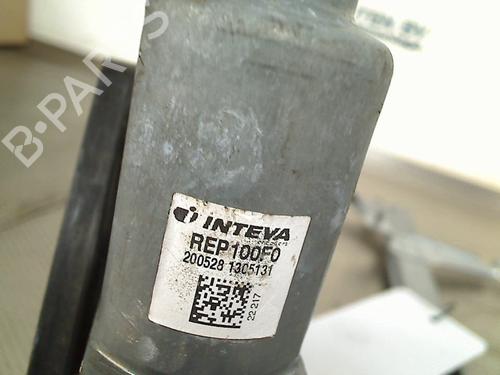 B·PARTS
INTEVA
REP100F0
200528 1305131
22 217